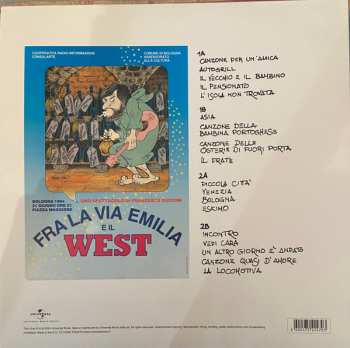 COOPERATIVA RADIO INFORMAZIONE
CONSULARTE
COMUNE DI BOLOGNA
ASSESSORATO
ALLA CULTURA
BOLOGNA 1984
21 GIUGNO ORE 21
PIAZZA MAGGIORE
UNO SPETTACOLO DI FRANCESCO GUCCINI
FRA LA VIA EMILIA
E IL
WEST
1A
CANZONE PER UN'AMICA
AUTOGRILL
IL VECCHIO E IL BAMBINO
IL PENSIONATO
L'ISOLA NON TROVATA
1B
ASIA
CANZONE DELLA
BAMBINA PORTOGHESE
CANZONE DELLE
OSTERIE DI FUORI PORTA
IL FRATE
2A
PICCOLA CITTA'
VENEZIA
BOLOGNA
ESKIMO
2B
INCONTRO
VEDI CARA
UN ALTRO GIORNO E' ANDATO
CANZONE QUASI D'AMORE
LA LOCOMOTIVA
UNIVERSAL